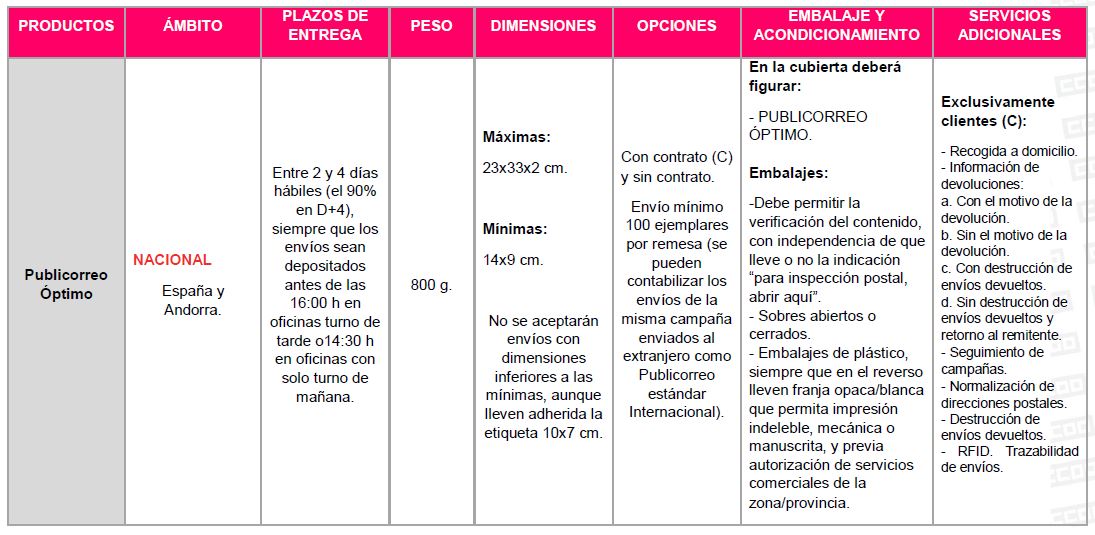 PRODUCTOS
ÁMBITO
PLAZOS DE
ENTREGA
PESO
DIMENSIONES
OPCIONES
EMBALAJE Y
ACONDICIONAMIENTO
SERVICIOS
ADICIONALES
Publicorreo
Óptimo
NACIONAL
España y
Andorra.
Entre 2 y 4 días
hábiles (el 90%
en D+4),
siempre que los
envíos sean
depositados
antes de las
16:00 h en
oficinas turno de
tarde o14:30 h
en oficinas con
solo turno de
mañana.
800 g.
Máximas:
23x33x2 cm.
Mínimas:
14x9 cm.
No se aceptarán
envíos con
dimensiones
inferiores a las
mínimas, aunque
lleven adherida la
etiqueta 10x7 cm.
Con contrato (C)
y sin contrato.
Envío mínimo
100 ejemplares
por remesa (se
pueden
contabilizar los
envíos de la
misma campaña
enviados al
extranjero como
Publicorreo
estándar
Internacional).
En la cubierta deberá
figurar:
- PUBLICORREO
ÓPTIMO.
Embalajes:
-Debe permitir la
verificación del contenido,
con independencia de que
lleve o no la indicación
“para inspección postal,
abrir aquí”.
- Sobres abiertos o
cerrados.
- Embalajes de plástico,
siempre que en el reverso
lleven franja opaca/blanca
que permita impresión
indeleble, mecánica o
manuscrita, y previa
autorización de servicios
comerciales de la
zona/provincia.
Exclusivamente
clientes (C):
- Recogida a domicilio.
- Información de
devoluciones:
a. Con el motivo de la
devolución.
b. Sin el motivo de la
devolución.
c. Con destrucción de
envíos devueltos.
d. Sin destrucción de
envíos devueltos y
retorno al remitente.
- Seguimiento de
campañas.
- Normalización de
direcciones postales.
- Destrucción de
envíos devueltos.
- RFID. Trazabilidad
de envíos.